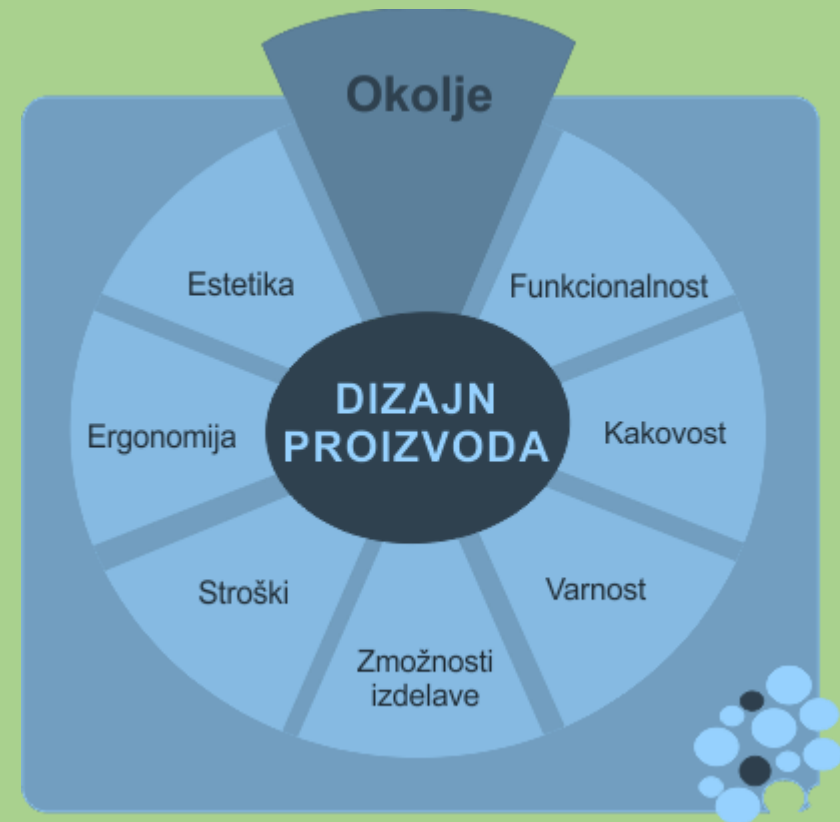 Okolje
Estetika
Funkcionalnost
DIZAJN
PROIZVODA
Ergonomija
Kakovost
Stroški
Varnost
Zmožnosti
izdelave